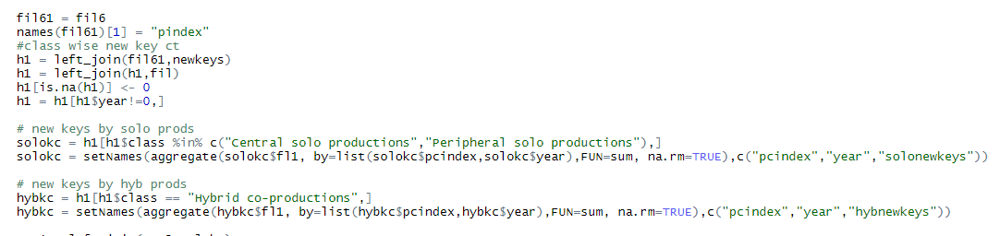 fil61 = fil6
names(fil61)[1] = "pindex"
#class wise new key ct
h1 = left_join(fil61,newkeys)
h1 = left_join(h1,fil)
h1[is.na(h1)] <- 0
h1 = h1[h1$year!=0,]
# new keys by solo prods
solokc = h1[h1$class %in% c("Central solo productions","Peripheral solo productions"),]
solokc = setNames(aggregate(solokc$fl1, by=list(solokc$pcindex,solokc$year),FUN=sum, na.rm=TRUE),c("pcindex","year","solonewkeys"))
# new keys by hyb prods
hybkc = h1[h1$class == "Hybrid co-productions",]
hybkc = setNames(aggregate(hybkc$fl1, by=list(hybkc$pcindex,hybkc$year),FUN=sum, na.rm=TRUE),c("pcindex","year","hybnewkeys"))